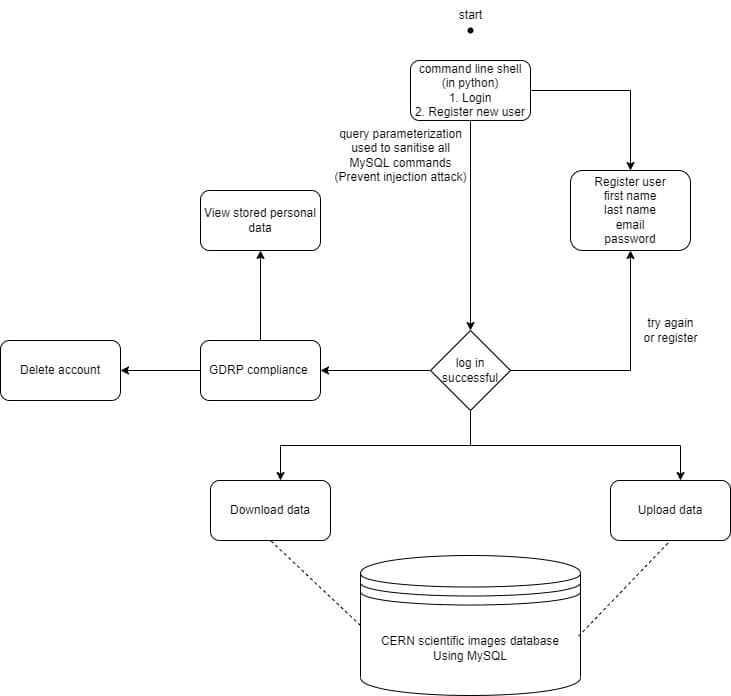 start
command line shell
(in python)
1. Login
2. Register new user
query parameterization
used to sanitise all
MySQL commands
(Prevent injection attack)
Register user
first name
last name
email
password
View stored personal
data
try again
or register
Delete account
GDRP compliance
log in
successful
Download data
Upload data
CERN scientific images database
Using MySQL